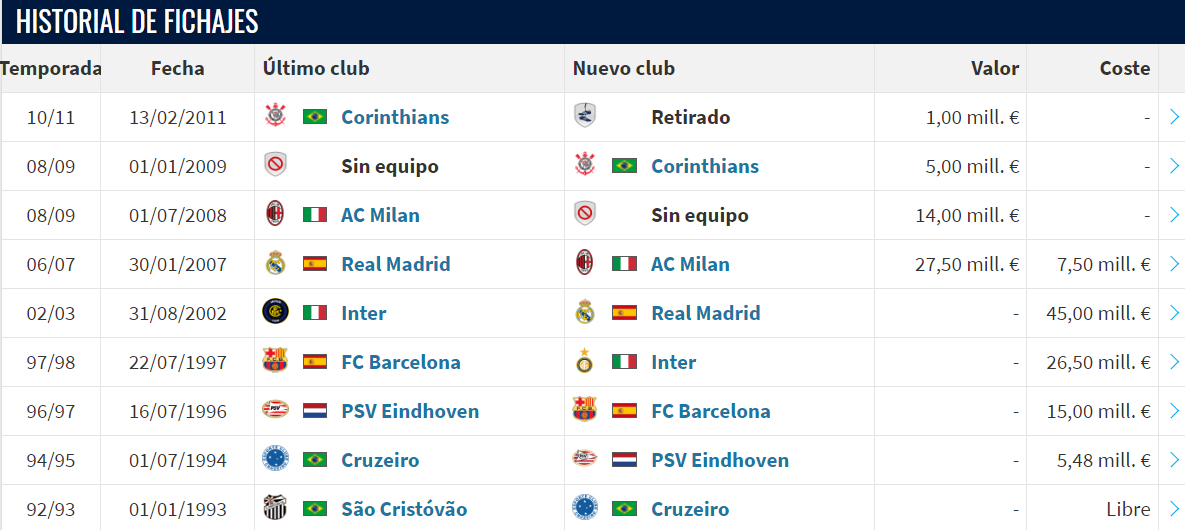 HISTORIAL DE FICHAJES
Temporada Fecha Último club Nuevo club Valor Coste
10/11 13/02/2011 Corinthians Retirado 1,00 mill. € -
08/09 01/01/2009 Sin equipo Corinthians 5,00 mill. € -
08/09 01/07/2008 AC Milan Sin equipo 14,00 mill. € -
06/07 30/01/2007 Real Madrid AC Milan 27,50 mill. € 7,50 mill. €
02/03 31/08/2002 Inter Real Madrid - 45,00 mill. €
97/98 22/07/1997 FC Barcelona Inter - 26,50 mill. €
96/97 16/07/1996 PSV Eindhoven FC Barcelona - 15,00 mill. €
94/95 01/07/1994 Cruzeiro PSV Eindhoven - 5,48 mill. €
92/93 01/01/1993 São Cristóvão Cruzeiro - Libre